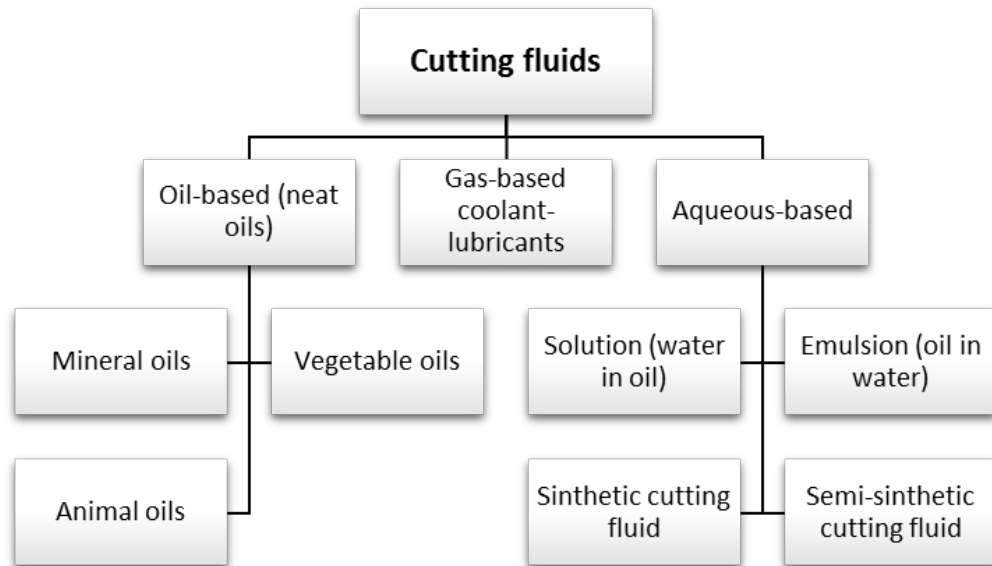 Cutting fluids
Oil-based (neat
oils)
Gas-based
coolant-
lubricants
Aqueous-based
Mineral oils
Vegetable oils
Solution (water
in oil)
Emulsion (oil in
water)
Animal oils
Sinthetic cutting
fluid
Semi-sinthetic
cutting fluid